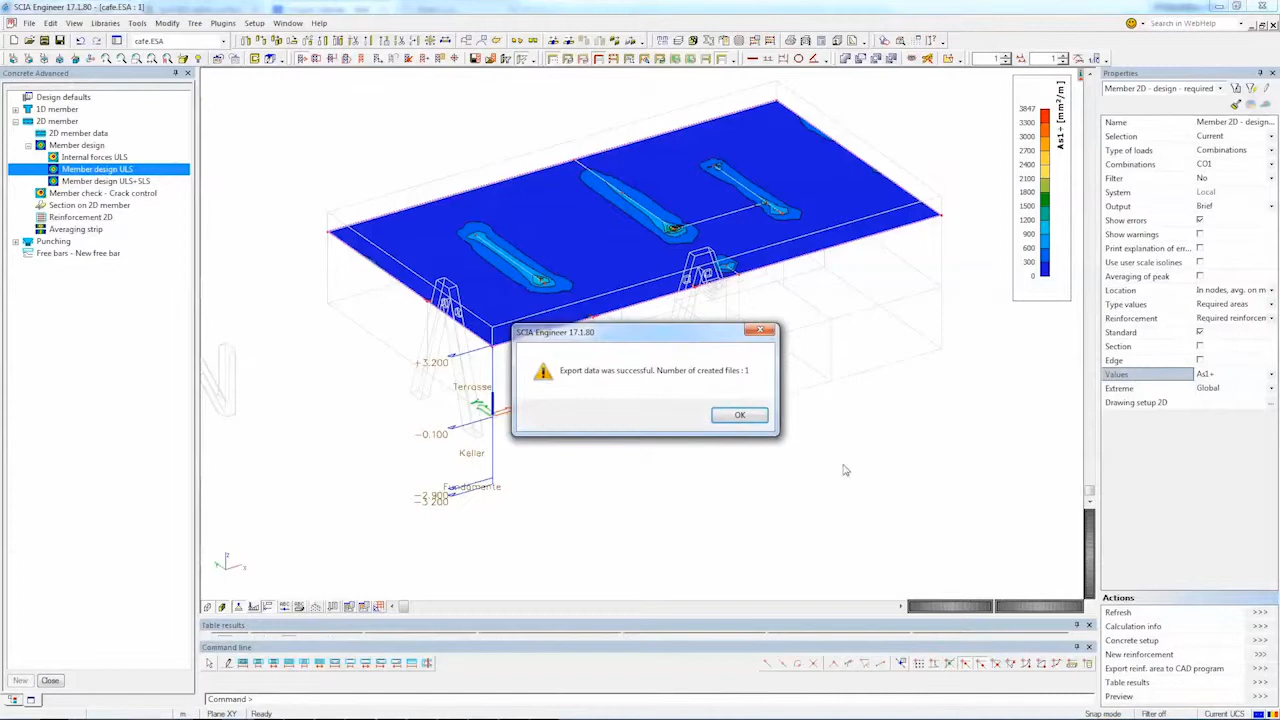 SCIA Engineer 17.1.80 - [cafe.ESA : 1]
File Edit View Libraries Tools Modify Tree Plugins Setup Window Help
Search in WebHelp
cafe.ESA
Concrete Advanced
Design defaults
1D member
2D member
2D member data
Member design
Internal forces ULS
Member design ULS
Member design ULS+SLS
Member check - Crack control
Section on 2D member
Reinforcement 2D
Averaging strip
Punching
Free bars - New free bar
New Close
+3.200
Terrasse
-0.100
Keller
Fundamente
-2.900
-3.200
SCIA Engineer 17.1.80
Export data was successful. Number of created files : 1
OK
3847
3300
3000
2700
2400
2100
1800
1500
1200
900
600
300
0
As1+ [mm²/m]
Properties
Member 2D - design - required
Name Member 2D - design...
Selection Current
Type of loads Combinations
Combinations CO1
Filter No
System Local
Output Brief
Show errors
Show warnings
Print explanation of err...
Use user scale isolines
Averaging of peak
Location In nodes, avg. on m
Type values Required areas
Reinforcement Required reinforcen
Standard
Section
Edge
Values As1+
Extreme Global
Drawing setup 2D ...
Actions
Refresh >>>
Calculation info >>>
Concrete setup >>>
New reinforcement >>>
Export reinf. area to CAD program >>>
Table results >>>
Preview >>>
Table results
Command line
Command >
m Plane XY Ready
Snap mode Filter off Current UCS